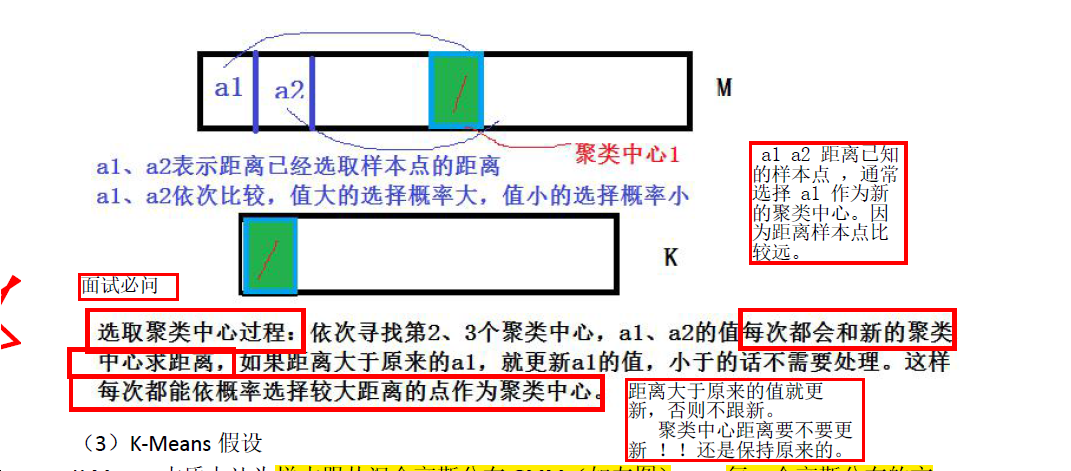 a1
a2
M
聚类中心1
a1、a2表示距离已经选取样本点的距离
a1、a2依次比较，值大的选择概率大，值小的选择概率小
a1 a2 距离已知
的样本点 ，通常
选择 a1 作为新
的聚类中心。因
为距离样本点比
较远。
K
面试必问
选取聚类中心过程：依次寻找第2、3个聚类中心，a1、a2的值每次都会和新的聚类
中心求距离，如果距离大于原来的a1，就更新a1的值，小于的话不需要处理。这样
每次都能依概率选择较大距离的点作为聚类中心。
距离大于原来的值就更
新，否则不跟新。
聚类中心距离要不要更
新 ！！还是保持原来的。
（3）K-Means 假设